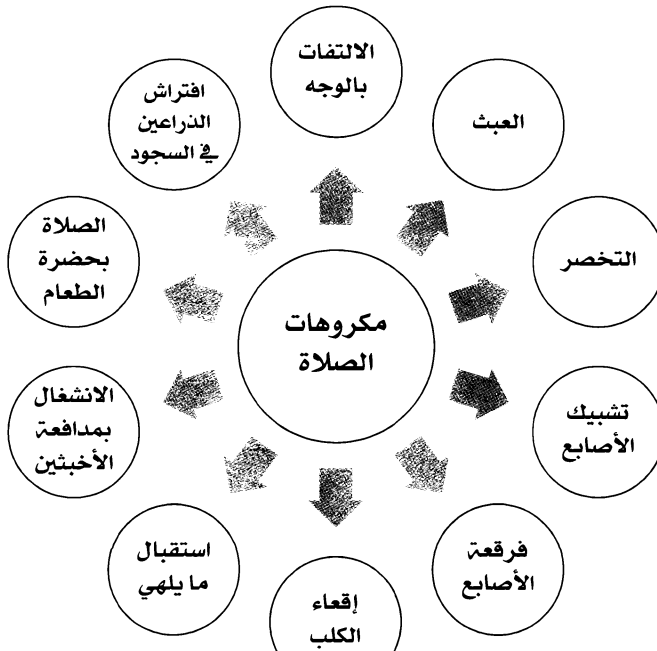 مكروهات
الصلاة
الالتفات
بالوجه
العبث
التخصر
تشبيك
الأصابع
فرقعة
الأصابع
إقعاء
الكلب
استقبال
ما يلهي
الانشغال
بمدافعة
الأخبثين
الصلاة
بحضرة
الطعام
افتراش
الذراعين
في السجود